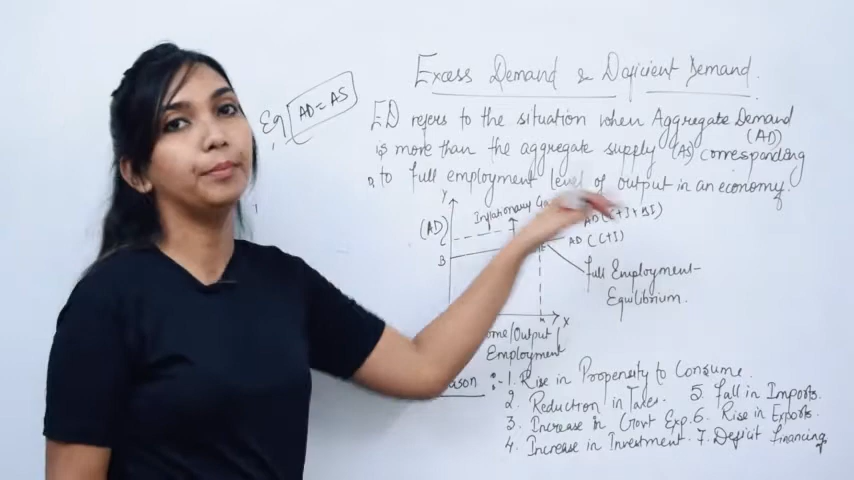 Excess Demand & Deficient Demand.
Eq AD = AS
ED refers to the situation when Aggregate Demand
(AD)
is more than the aggregate supply (AS) corresponding
to full employment level of output in an economy.
Y
Inflationary
AD (C+I+ΔI)
(AD)
AD (C+I)
B
Full Employment
Equilibrium.
X
ome/Output/
Employment
ason :- 1. Rise in Propensity to Consume.
2. Reduction in Taxes. 5. Fall in Imports.
3. Increase in Govt Exp. 6. Rise in Exports.
4. Increase in Investment. 7. Deficit Financing.